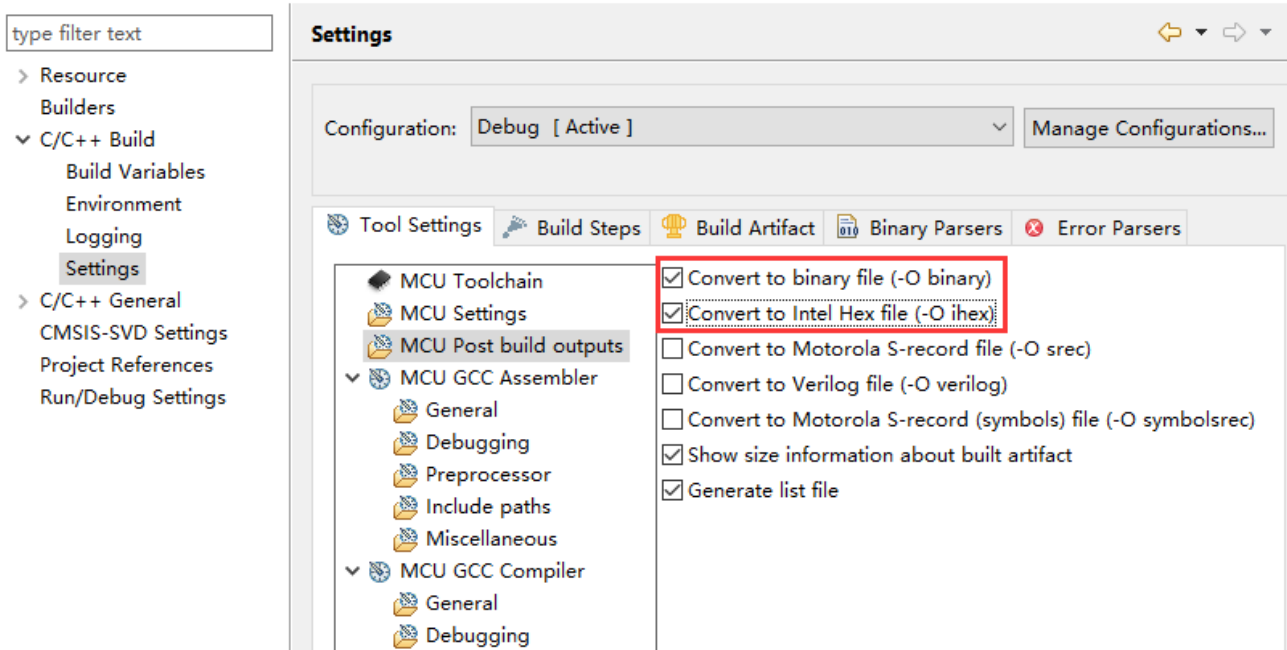 type filter text
Resource
Builders
C/C++ Build
Build Variables
Environment
Logging
Settings
C/C++ General
CMSIS-SVD Settings
Project References
Run/Debug Settings
Settings
Configuration:
Debug [ Active ]
Manage Configurations...
Tool Settings
Build Steps
Build Artifact
Binary Parsers
Error Parsers
MCU Toolchain
MCU Settings
MCU Post build outputs
MCU GCC Assembler
General
Debugging
Preprocessor
Include paths
Miscellaneous
MCU GCC Compiler
General
Debugging
Convert to binary file (-O binary)
Convert to Intel Hex file (-O ihex)
Convert to Motorola S-record file (-O srec)
Convert to Verilog file (-O verilog)
Convert to Motorola S-record (symbols) file (-O symbolsrec)
Show size information about built artifact
Generate list file